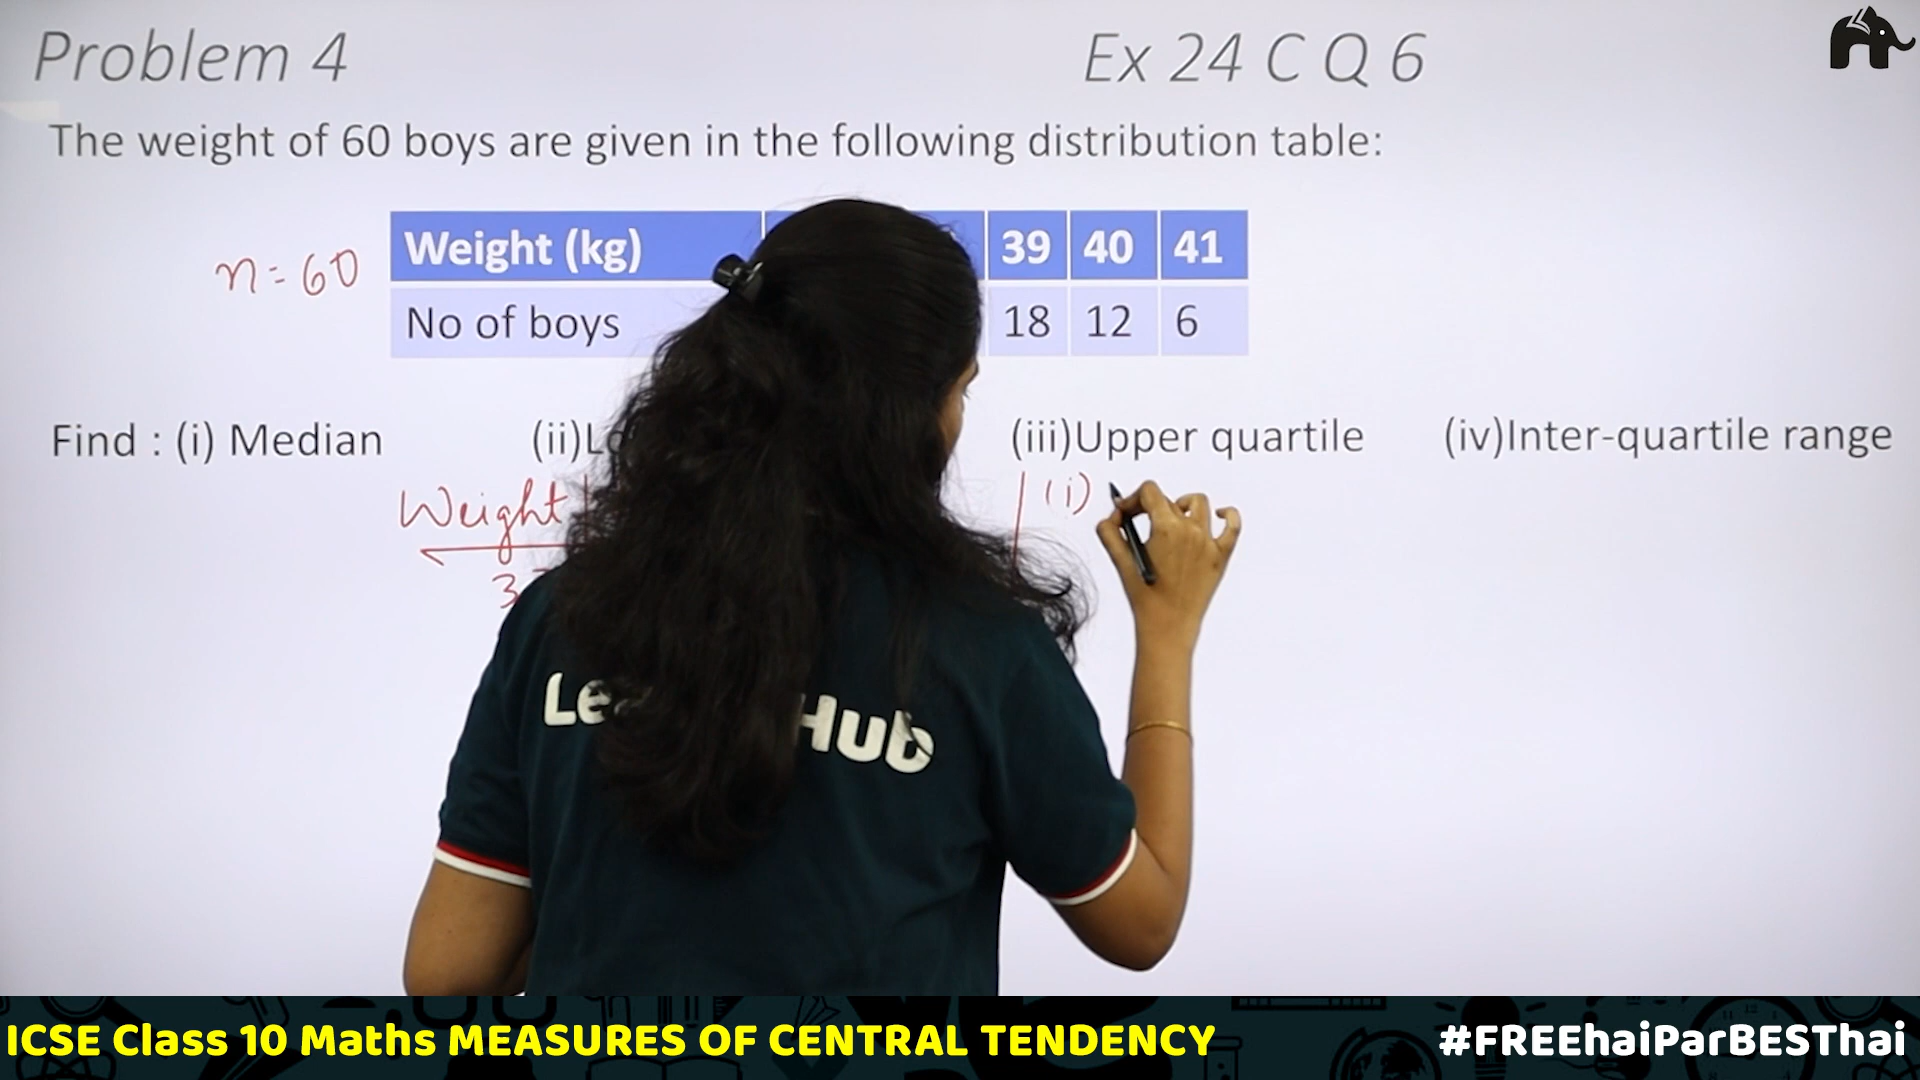 Problem 4
Ex 24 C Q 6
The weight of 60 boys are given in the following distribution table:
n = 60
Weight (kg) 39 40 41
No of boys 18 12 6
Find : (i) Median (ii) (iii)Upper quartile (iv)Inter-quartile range
Weight (i)
Hub
ICSE Class 10 Maths MEASURES OF CENTRAL TENDENCY
#FREEhaiParBESThai